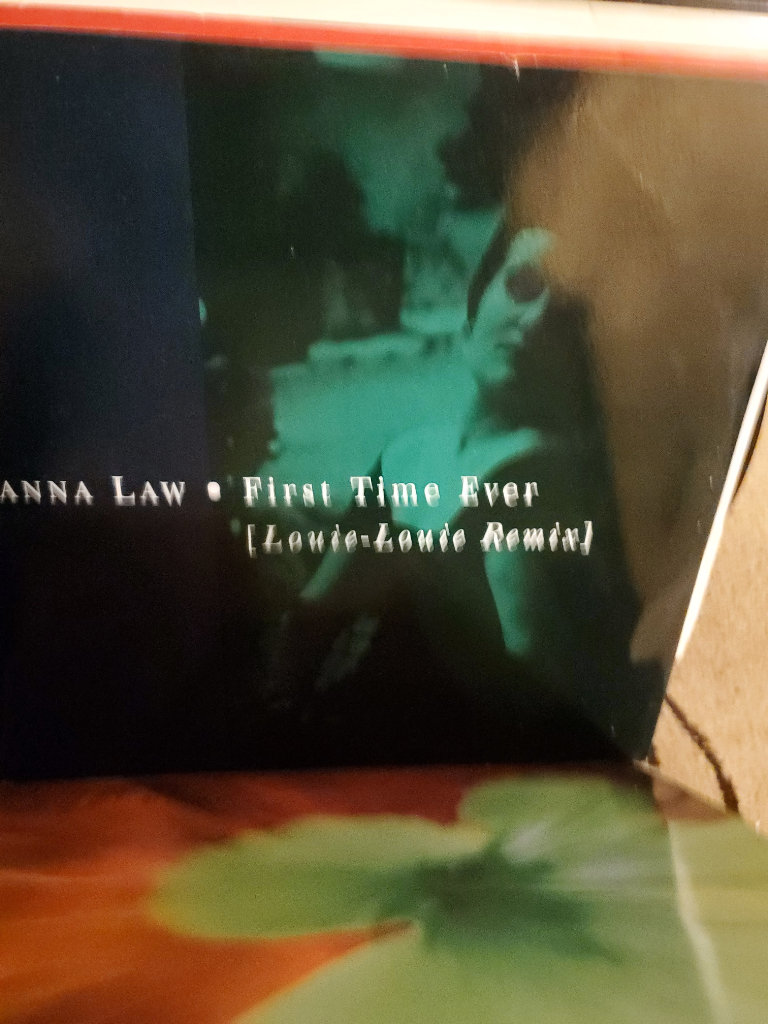 ANNA LAW • First Time Ever
[Louie-Louie Remix]